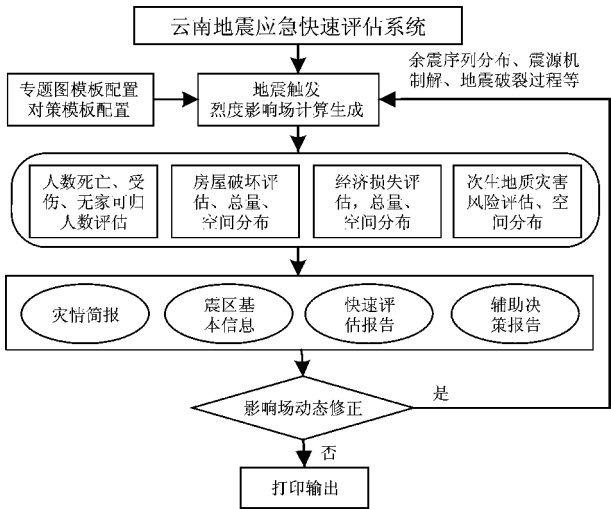 云南地震应急快速评估系统
余震序列分布、震源机
制解、地震破裂过程等
专题图模板配置
对策模板配置
地震触发
烈度影响场计算生成
人数死亡、受
伤、无家可归
人数评估
房屋破坏评
估、总量、
空间分布
经济损失评
估，总量、
空间分布
次生地质灾害
风险评估、空
间分布
灾情简报
震区基
本信息
快速评
估报告
辅助决
策报告
影响场动态修正
是
否
打印输出